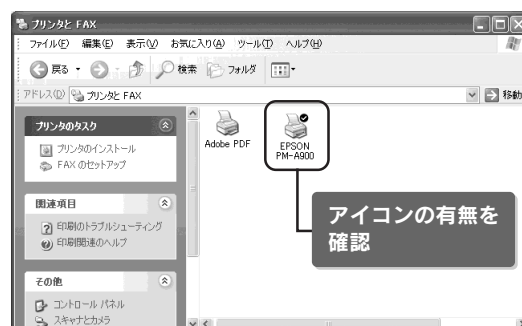 プリンタと FAX
ファイル(F) 編集(E) 表示(V) お気に入り(A) ツール(T) ヘルプ(H)
戻る 検索 フォルダ
アドレス(D) プリンタと FAX 移動
プリンタのタスク
プリンタのインストール
FAX のセットアップ
Adobe PDF
EPSON
PM-A900
関連項目
印刷のトラブルシューティング
印刷関連のヘルプ
アイコンの有無を
確認
その他
コントロール パネル
スキャナとカメラ